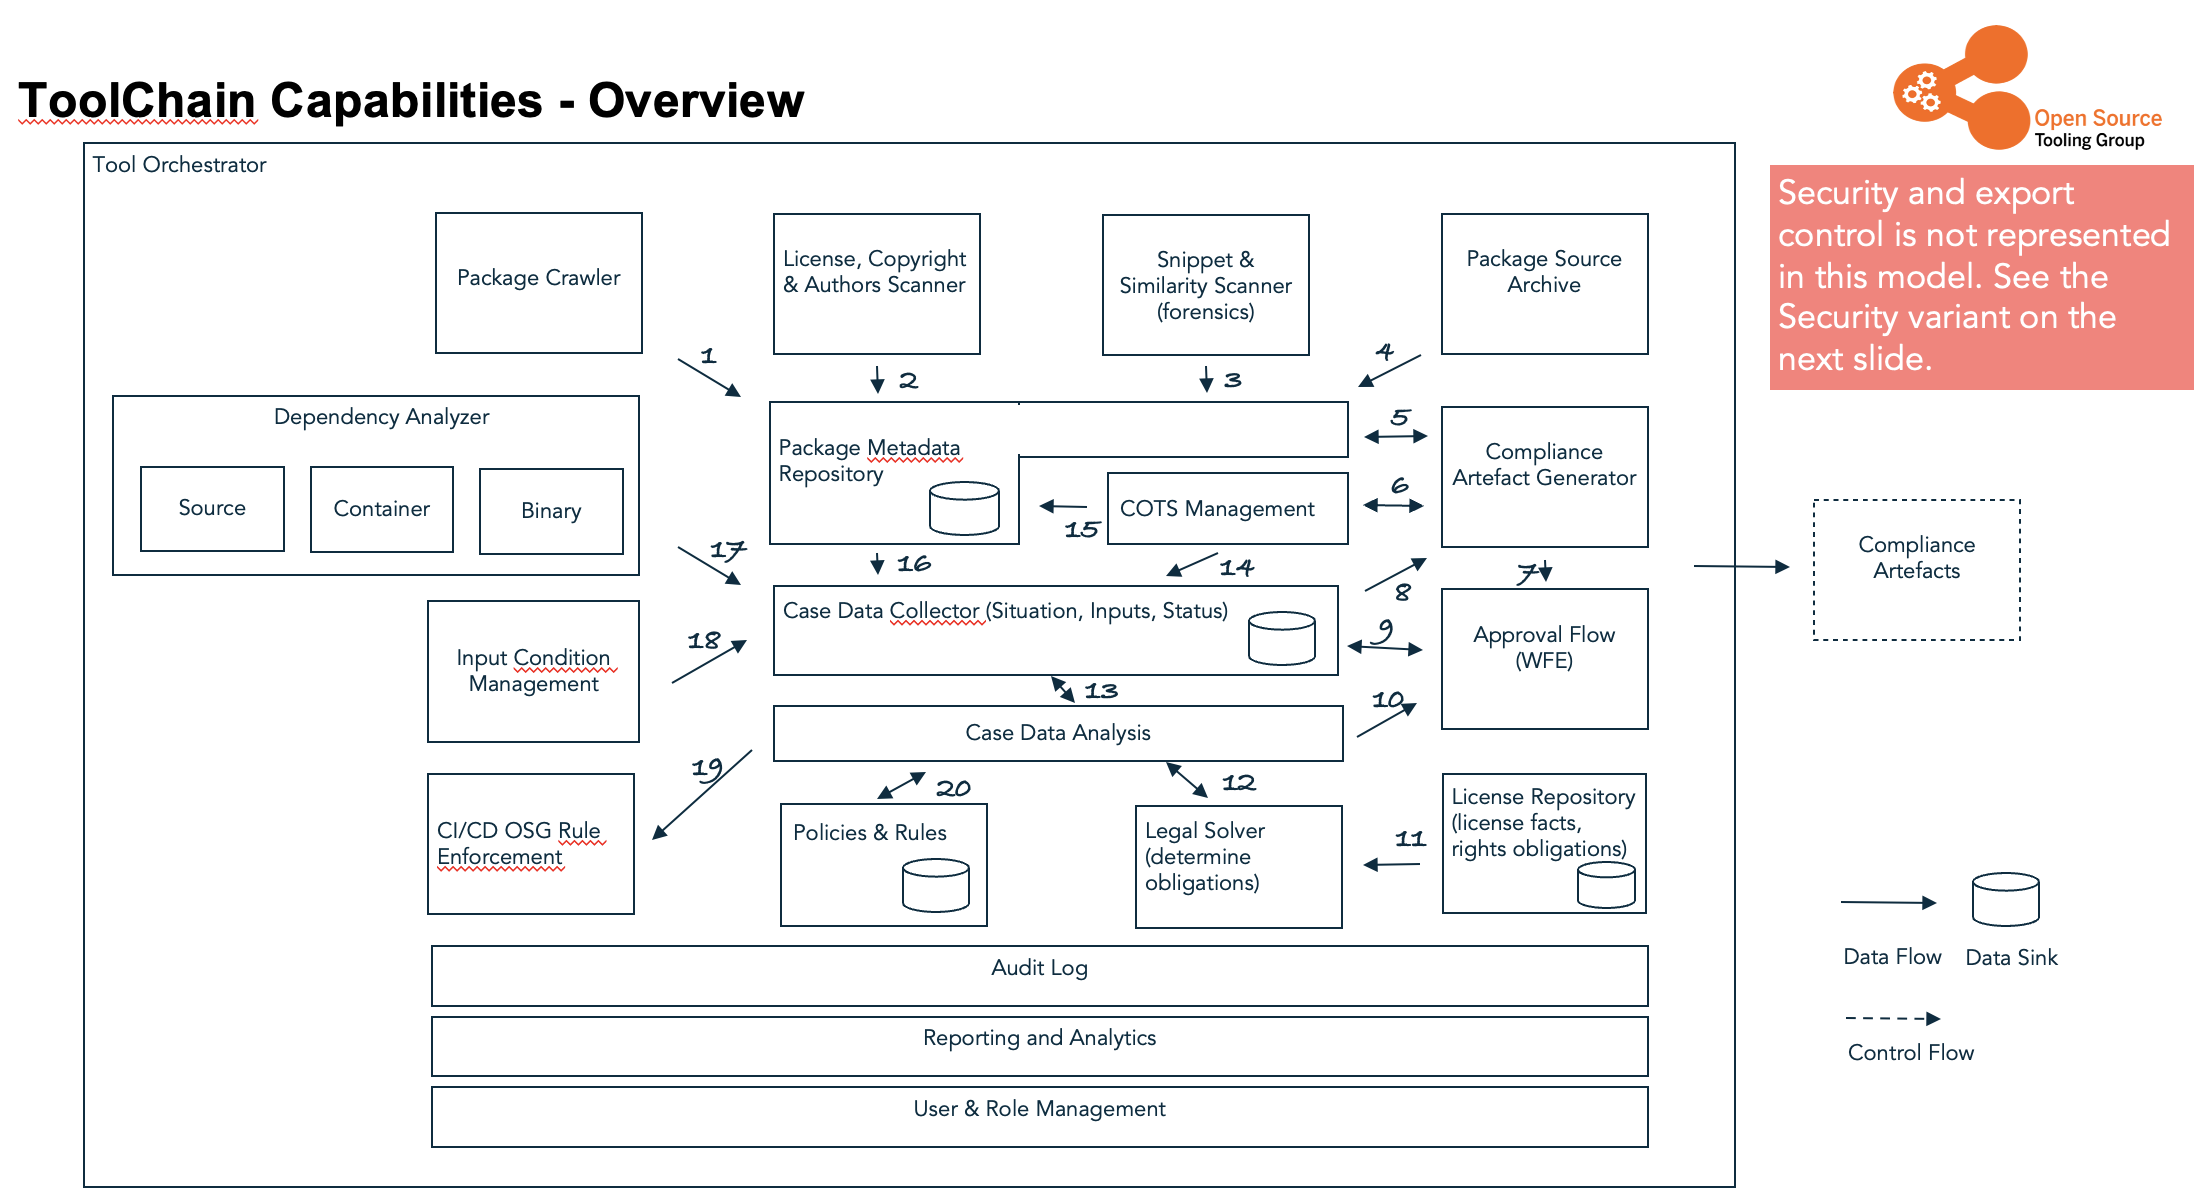 ToolChain Capabilities - Overview
Open Source
Tooling Group
Security and export
control is not represented
in this model. See the
Security variant on the
next slide.
Tool Orchestrator
Package Crawler
License, Copyright
& Authors Scanner
Snippet &
Similarity Scanner
(forensics)
Package Source
Archive
1
2
3
4
Dependency Analyzer
Source
Container
Binary
Package Metadata
Repository
5
6
COTS Management
15
Compliance
Artefact Generator
17
16
14
8
7
Compliance
Artefacts
Case Data Collector (Situation, Inputs, Status)
9
Approval Flow
(WFE)
Input Condition
Management
18
13
10
Case Data Analysis
19
20
12
CI/CD OSG Rule
Enforcement
Policies & Rules
Legal Solver
(determine
obligations)
11
License Repository
(license facts,
rights obligations)
Audit Log
Reporting and Analytics
User & Role Management
Data Flow
Data Sink
Control Flow